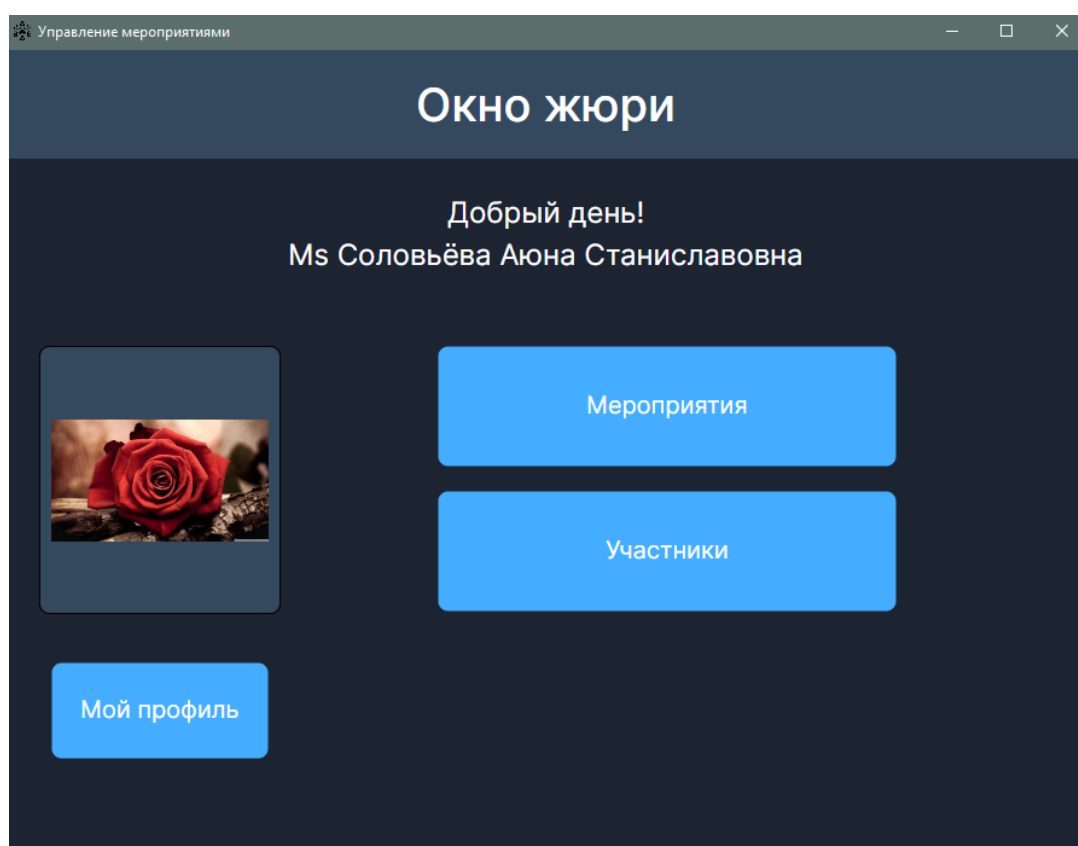 Управление мероприятиями
Окно жюри
Добрый день!
Ms Соловьёва Аюна Станиславовна
Мероприятия
Участники
Мой профиль